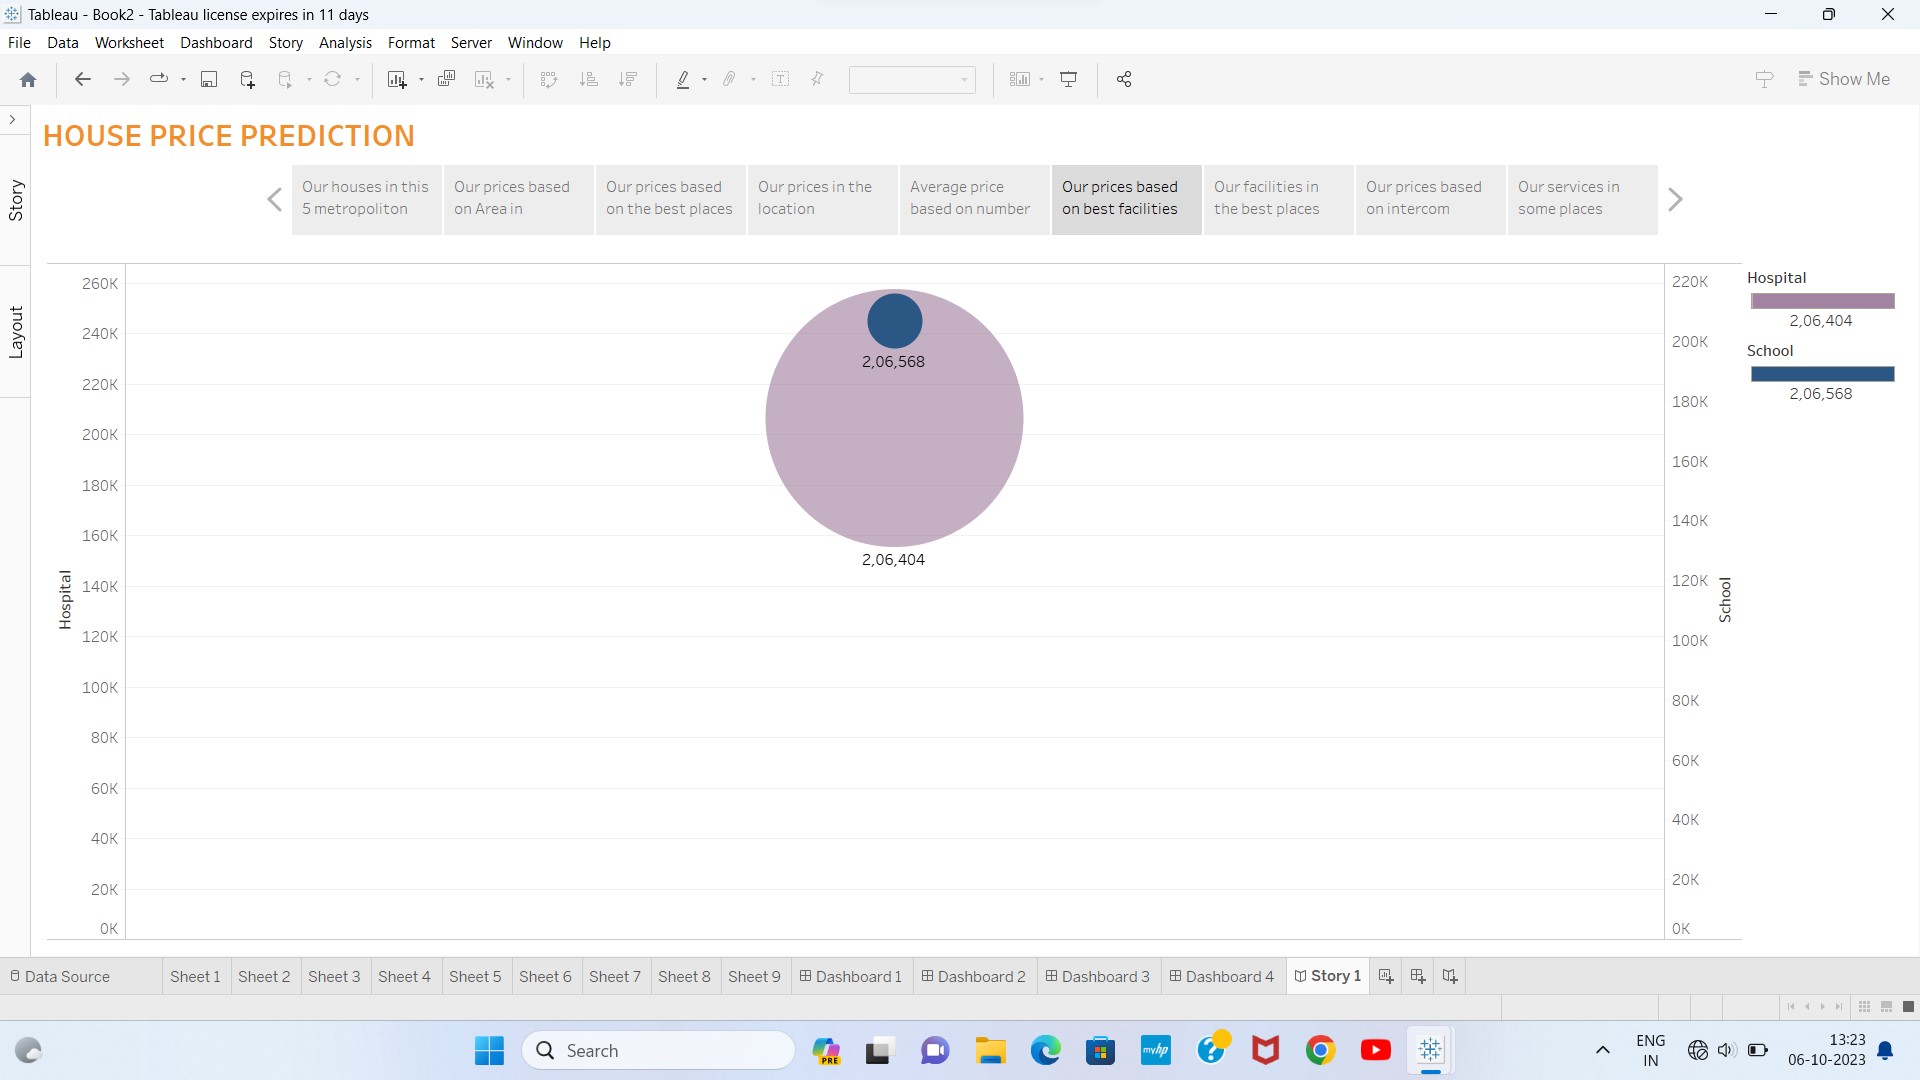 Tableau - Book2 - Tableau license expires in 11 days
File Data Worksheet Dashboard Story Analysis Format Server Window Help
Show Me
HOUSE PRICE PREDICTION
Story
Layout
Our houses in this
5 metropoliton
Our prices based
on Area in
Our prices based
on the best places
Our prices in the
location
Average price
based on number
Our prices based
on best facilities
Our facilities in
the best places
Our prices based
on intercom
Our services in
some places
Hospital
260K
240K
220K
200K
180K
160K
140K
120K
100K
80K
60K
40K
20K
0K
2,06,568
2,06,404
220K
200K
180K
160K
140K
120K
100K
80K
60K
40K
20K
0K
School
Hospital
2,06,404
School
2,06,568
Data Source Sheet 1 Sheet 2 Sheet 3 Sheet 4 Sheet 5 Sheet 6 Sheet 7 Sheet 8 Sheet 9 Dashboard 1 Dashboard 2 Dashboard 3 Dashboard 4 Story 1
Search
PRE
myhp
ENG
IN
13:23
06-10-2023